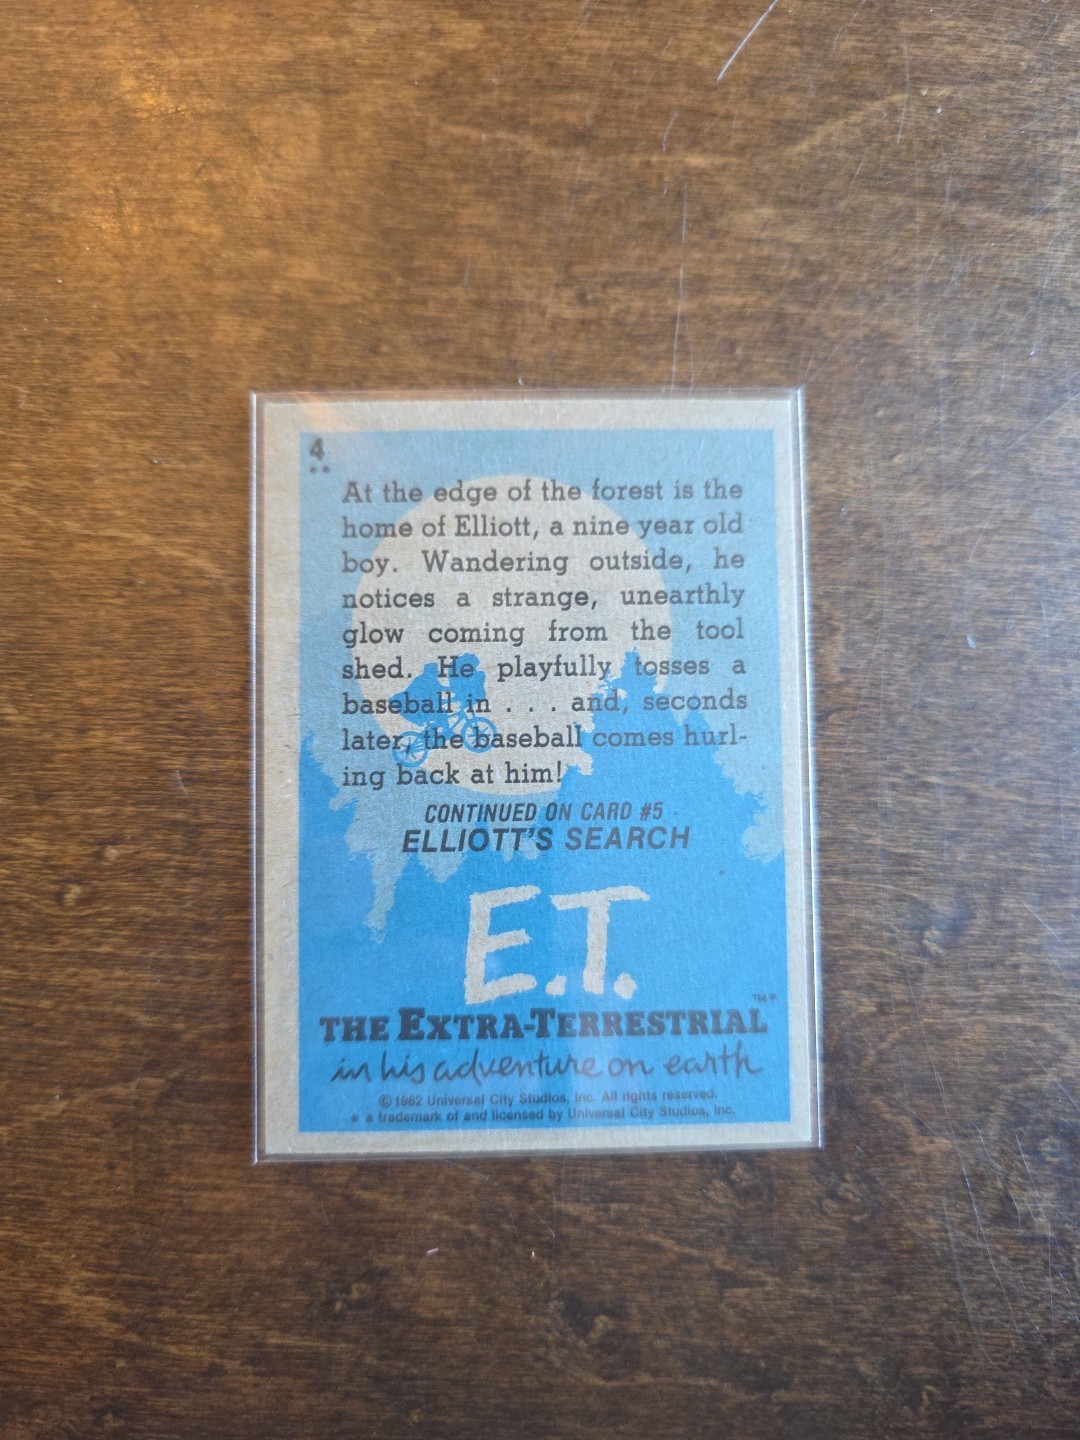 4
At the edge of the forest is the
home of Elliott, a nine year old
boy. Wandering outside, he
notices a strange, unearthly
glow coming from the tool
shed. He playfully tosses a
baseball in . . . and, seconds
later, the baseball comes hurl-
ing back at him!
CONTINUED ON CARD #5
ELLIOTT'S SEARCH
E.T.
THE EXTRA-TERRESTRIAL™*
in his adventure on earth
©1982 Universal City Studios, Inc. All rights reserved.
* a trademark of and licensed by Universal City Studios, Inc.